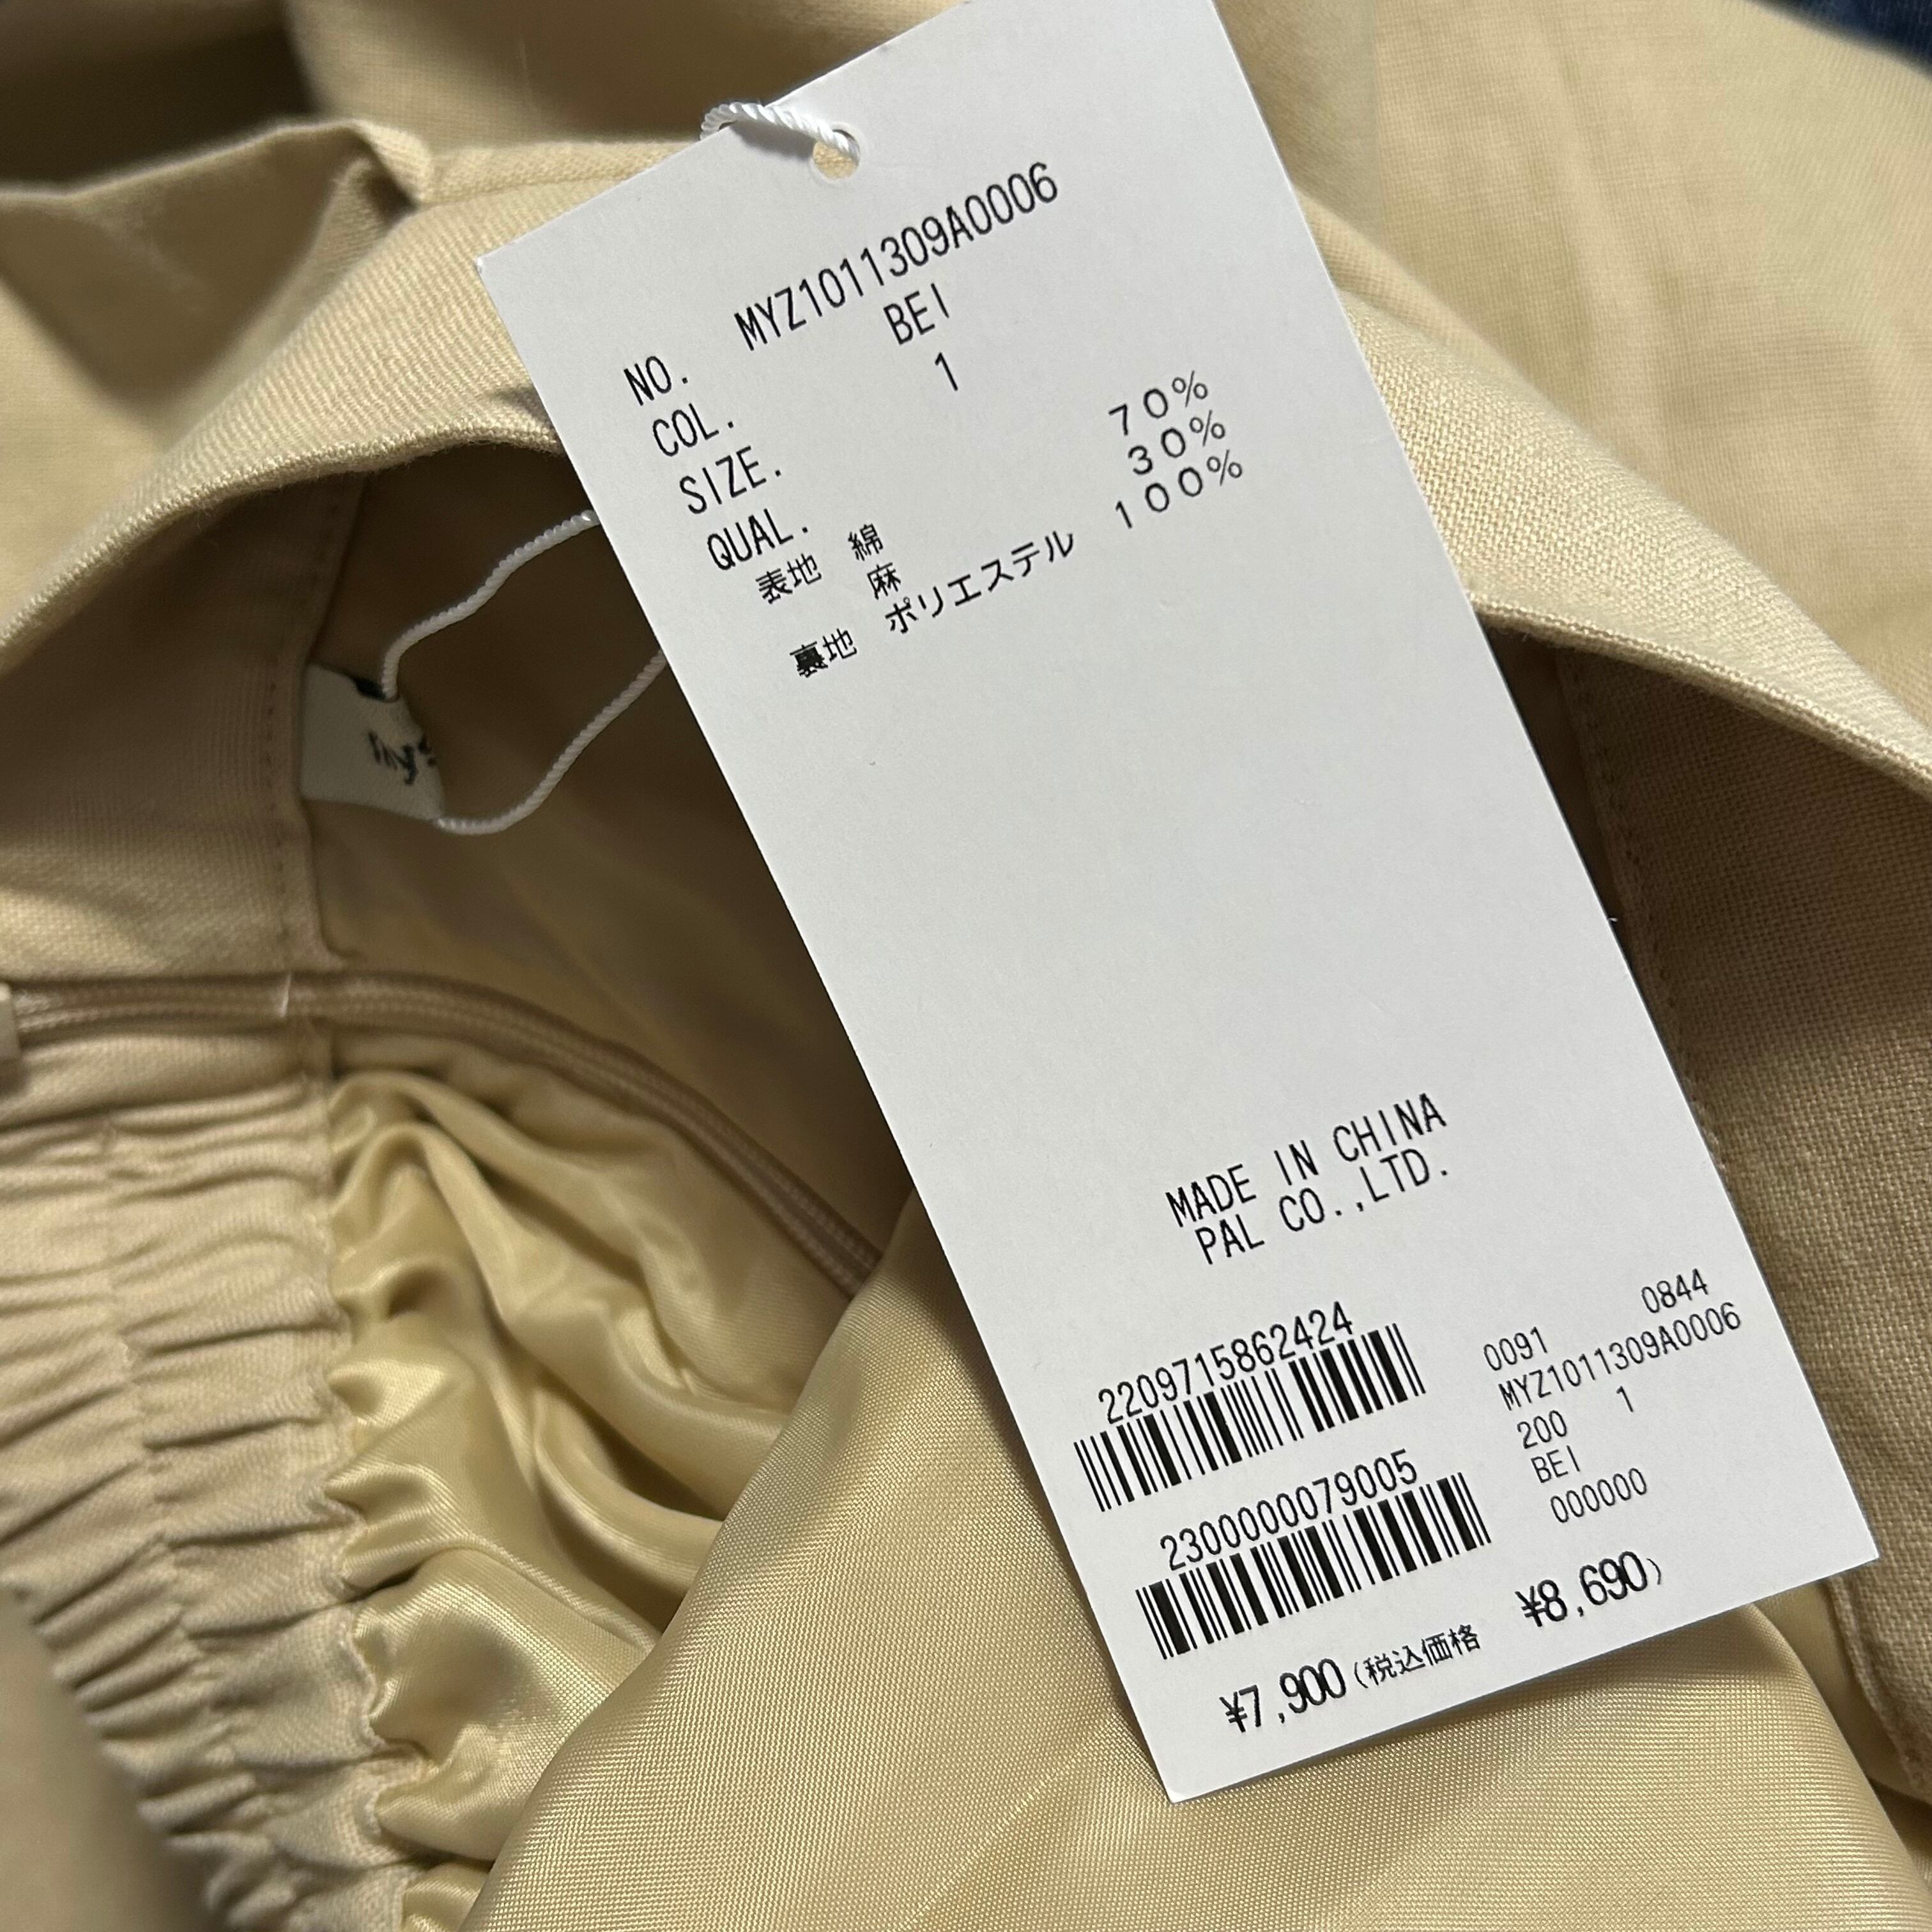 NO. MYZ1011309A0006
COL. BEI
SIZE. 1
QUAL.
表地 綿 70%
麻 30%
裏地 ポリエステル 100%
MADE IN CHINA
PAL CO.,LTD.
2209715862424
2300000079005
0091 0844
MYZ1011309A0006
200 1
BEI
000000
¥7,900(税込価格 ¥8,690)